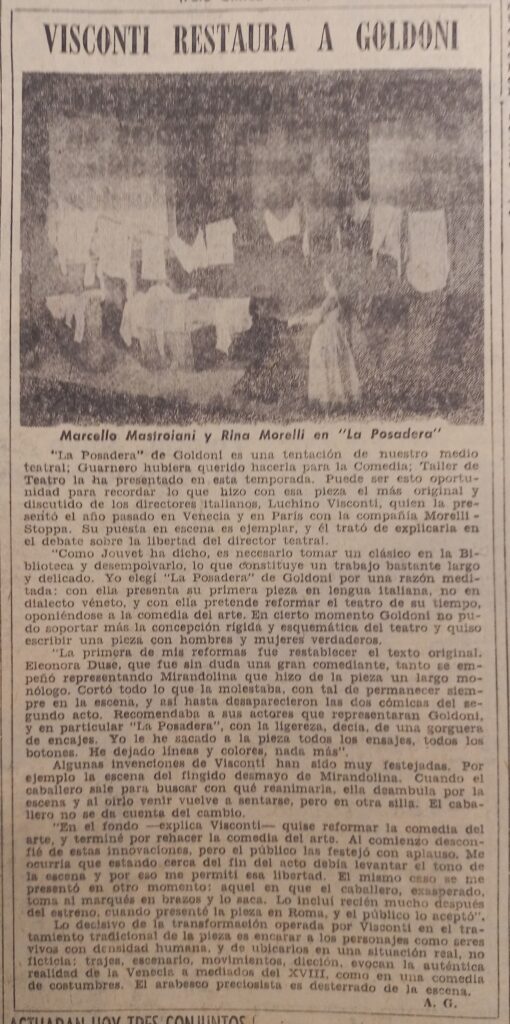 VISCONTI RESTAURA A GOLDONI
Marcello Mastroiani y Rina Morelli en "La Posadera"
"La Posadera" de Goldoni es una tentación de nuestro medio
teatral; Guarnero hubiera querido hacerla para la Comedia; Taller de
Teatro la ha presentado en esta temporada. Puede ser esto oportu-
nidad para recordar lo que hizo con esa pieza el más original y
discutido de los directores italianos, Luchino Visconti, quien la pre-
sentó el año pasado en Venecia y en París con la compañía Morelli-
Stoppa. Su puesta en escena es ejemplar, y él trató de explicarla en
el debate sobre la libertad del director teatral.
"Como Jouvet ha dicho, es necesario tomar un clásico en la Bi-
blioteca y desempolvarlo, lo que constituye un trabajo bastante largo
y delicado. Yo elegí "La Posadera" de Goldoni por una razón medi-
tada: con ella presenta su primera pieza en lengua italiana, no en
dialecto véneto, y con ella pretende reformar el teatro de su tiempo,
oponiéndose a la comedia del arte. En cierto momento Goldoni no pu-
do soportar más la concepción rígida y esquemática del teatro y quiso
escribir una pieza con hombres y mujeres verdaderos.
"La primera de mis reformas fue restablecer el texto original.
Eleonora Duse, que fue sin duda una gran comediante, tanto se em-
peñó representando Mirandolina que hizo de la pieza un largo mo-
nólogo. Cortó todo lo que la molestaba, con tal de permanecer siem-
pre en la escena, y así hasta desaparecieron las dos cómicas del se-
gundo acto. Recomendaba a sus actores que representaran Goldoni,
y en particular "La Posadera", con la ligereza, decía, de una gorguera
de encajes. Yo le he sacado a la pieza todos los ensajes, todos los
botones. He dejado líneas y colores, nada más".
Algunas invenciones de Visconti han sido muy festejadas. Por
ejemplo la escena del fingido desmayo de Mirandolina. Cuando el
caballero sale para buscar con qué reanimarla, ella deambula por la
escena y al oirlo venir vuelve a sentarse, pero en otra silla. El caba-
llero no se da cuenta del cambio.
"En el fondo —explica Visconti— quise reformar la comedia del
arte, y terminé por rehacer la comedia del arte. Al comienzo descon-
fié de estas innovaciones, pero el público las festejó con aplauso. Me
ocurría que estando cerca del fin del acto debía levantar el tono de
la escena y por eso me permití esa libertad. El mismo caso se me
presentó en otro momento: aquel en que el caballero, exasperado,
toma al marqués en brazos y lo saca. Lo incluí recién mucho después
del estreno, cuando presenté la pieza en Roma, y el público lo aceptó".
Lo decisivo de la transformación operada por Visconti en el tra-
tamiento tradicional de la pieza es encarar a los personajes como seres
vivos con densidad humana, y de ubicarlos en una situación real, no
ficticia: trajes, escenario, movimientos, dicción, evocan la auténtica
realidad de la Venecia a mediados del XVIII, como en una comedia
de costumbres. El arabesco preciosista es desterrado de la escena.
A. G.
ACTUARAN HOY TRES CONJUNTOS